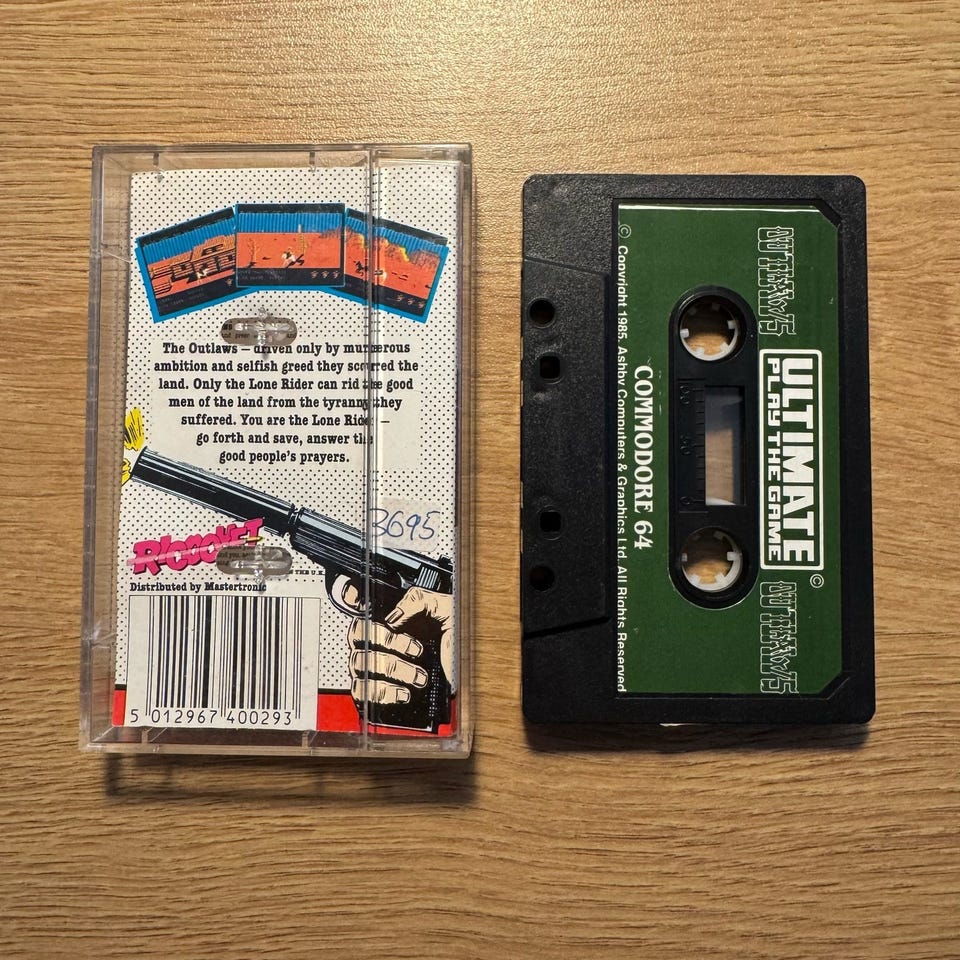 The Outlaws — driven only by murderous
ambition and selfish greed they scoured the
land. Only the Lone Rider can rid the good
men of the land from the tyranny they
suffered. You are the Lone Rider —
go forth and save, answer the
good people's prayers.
3695
RICOCHET
THE U.K.
Distributed by Mastertronic
5 012967 400293
© Copyright 1985, Ashby Computers & Graphics Ltd. All Rights Reserved
COMMODORE 64
OUTLAWS
ULTIMATE
PLAY THE GAME
©
OUTLAWS